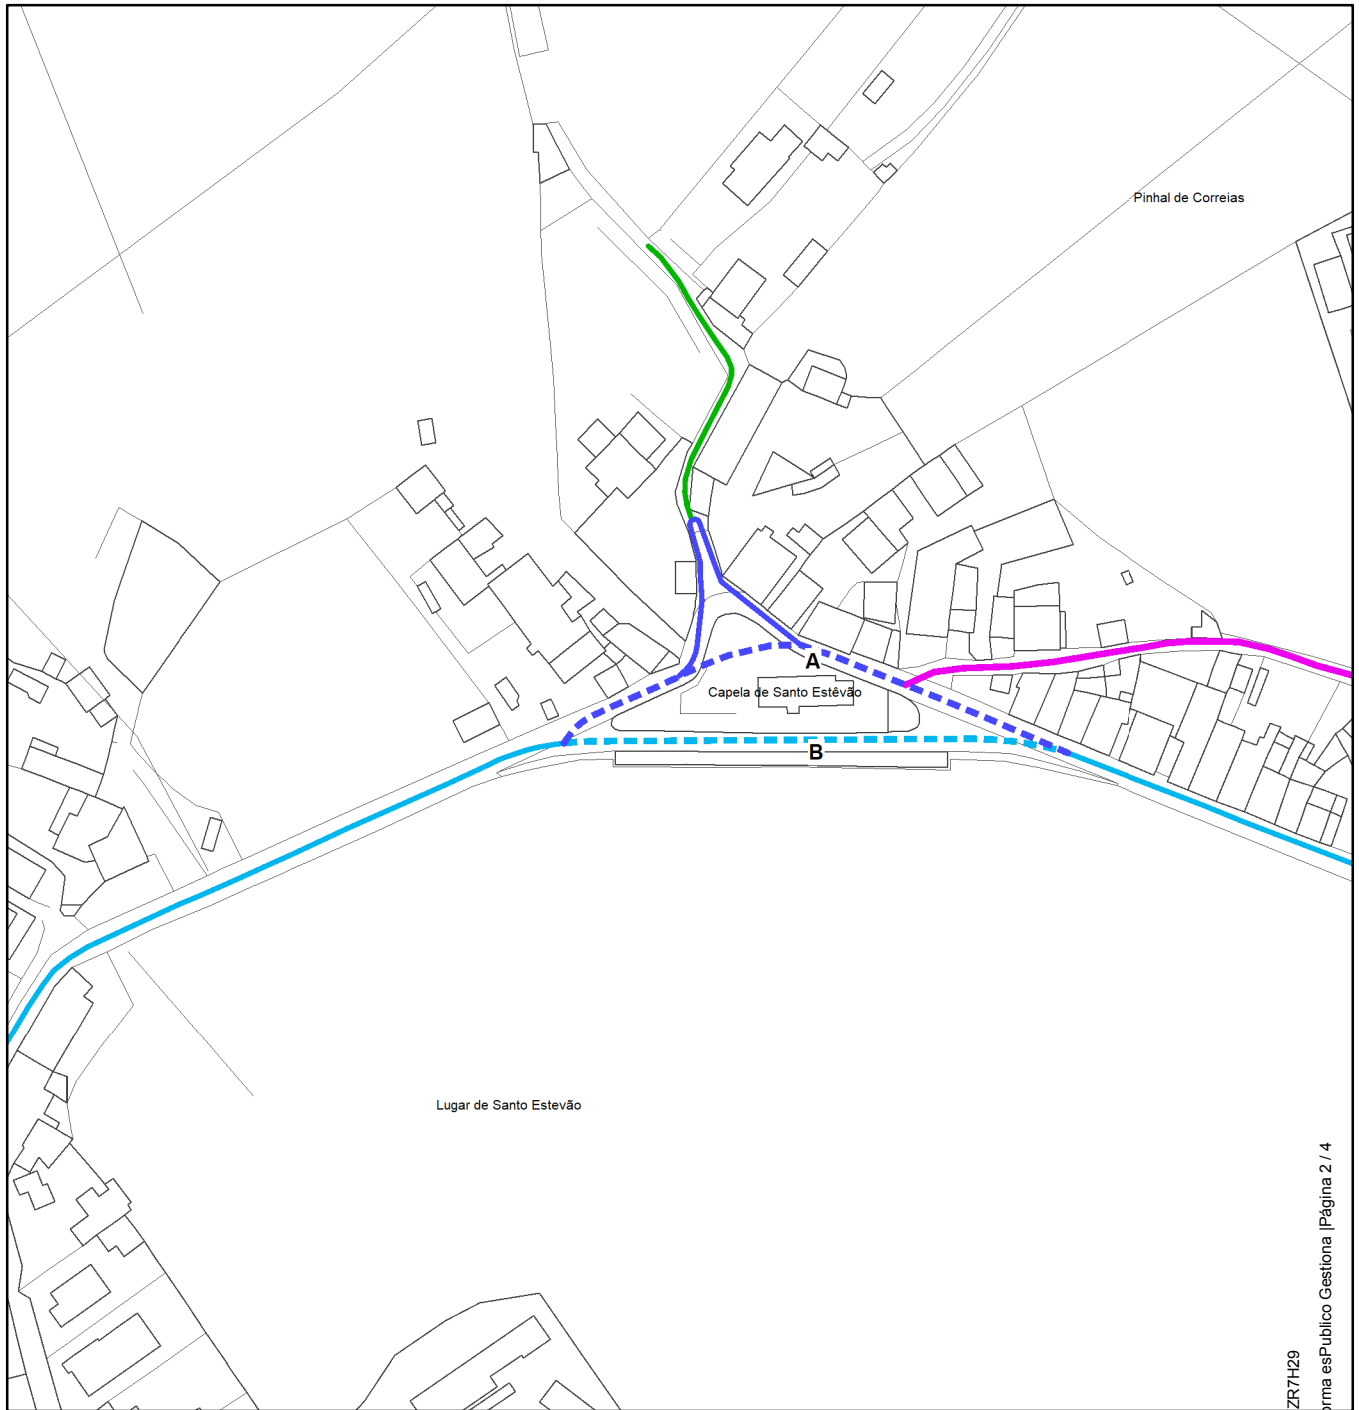 Pinhal de Correias
A
Capela de Santo Estêvão
B
Lugar de Santo Estevão
ZR7H29
orma esPublico Gestiona |Página 2 / 4